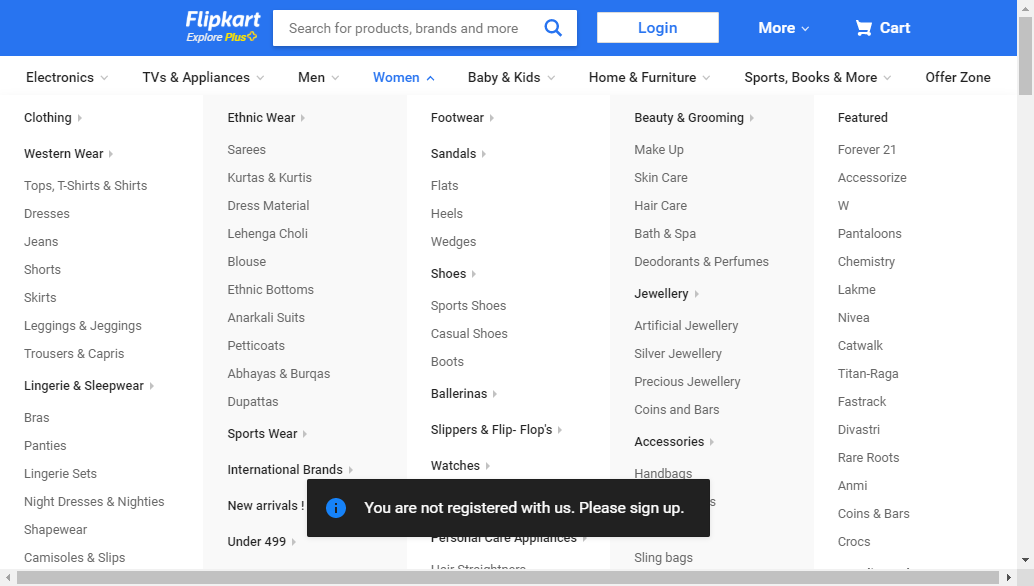 Flipkart
Explore Plus
Search for products, brands and more
Login
More
Cart
Electronics
TVs & Appliances
Men
Women
Baby & Kids
Home & Furniture
Sports, Books & More
Offer Zone
Clothing
Western Wear
Tops, T-Shirts & Shirts
Dresses
Jeans
Shorts
Skirts
Leggings & Jeggings
Trousers & Capris
Lingerie & Sleepwear
Bras
Panties
Lingerie Sets
Night Dresses & Nighties
Shapewear
Camisoles & Slips
Ethnic Wear
Sarees
Kurtas & Kurtis
Dress Material
Lehenga Choli
Blouse
Ethnic Bottoms
Anarkali Suits
Petticoats
Abhayas & Burqas
Dupattas
Sports Wear
International Brands
New arrivals !
Under 499
Footwear
Sandals
Flats
Heels
Wedges
Shoes
Sports Shoes
Casual Shoes
Boots
Ballerinas
Slippers & Flip- Flop's
Watches
Personal Care Appliances
Hair Straightners
Beauty & Grooming
Make Up
Skin Care
Hair Care
Bath & Spa
Deodorants & Perfumes
Jewellery
Artificial Jewellery
Silver Jewellery
Precious Jewellery
Coins and Bars
Accessories
Handbags
Sling bags
Featured
Forever 21
Accessorize
W
Pantaloons
Chemistry
Lakme
Nivea
Catwalk
Titan-Raga
Fastrack
Divastri
Rare Roots
Anmi
Coins & Bars
Crocs
You are not registered with us. Please sign up.